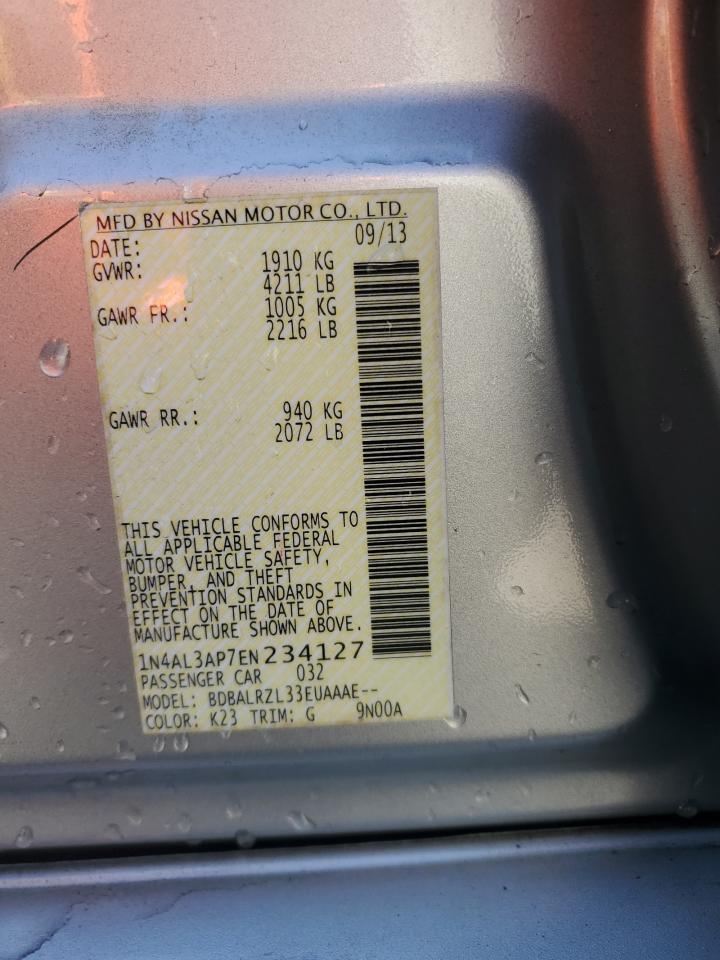 MFD BY NISSAN MOTOR CO., LTD.
DATE: 09/13
GVWR: 1910 KG
4211 LB
GAWR FR.: 1005 KG
2216 LB
GAWR RR.: 940 KG
2072 LB
THIS VEHICLE CONFORMS TO
ALL APPLICABLE FEDERAL
MOTOR VEHICLE SAFETY,
BUMPER, AND THEFT
PREVENTION STANDARDS IN
EFFECT ON THE DATE OF
MANUFACTURE SHOWN ABOVE.
1N4AL3AP7EN234127
PASSENGER CAR 032
MODEL: BDBALRZL33EUAAAE--
COLOR: K23 TRIM: G 9N00A